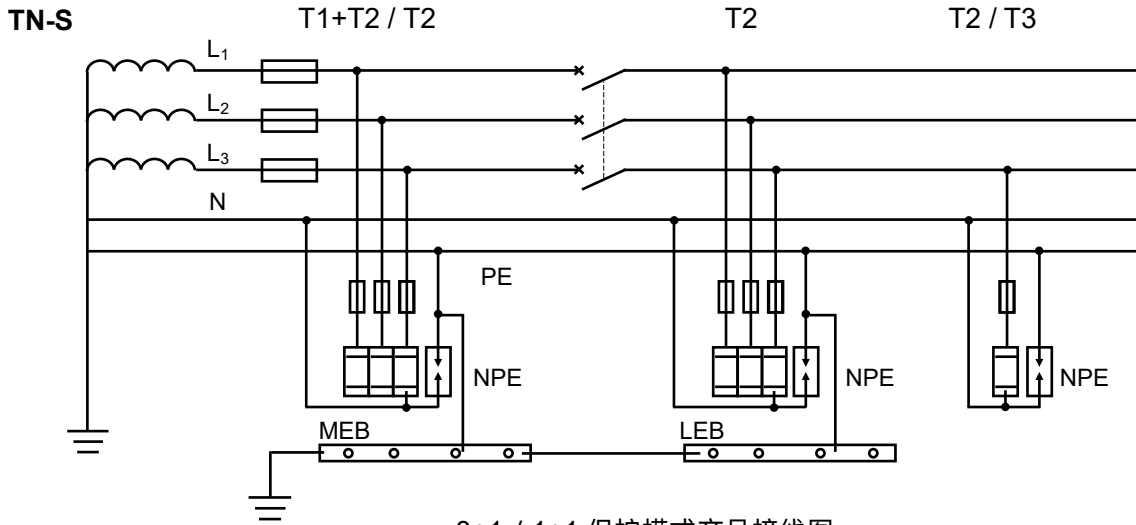 TN-S
T1+T2 / T2
T2
T2 / T3
L₁
L₂
L₃
N
PE
NPE
NPE
NPE
MEB
LEB